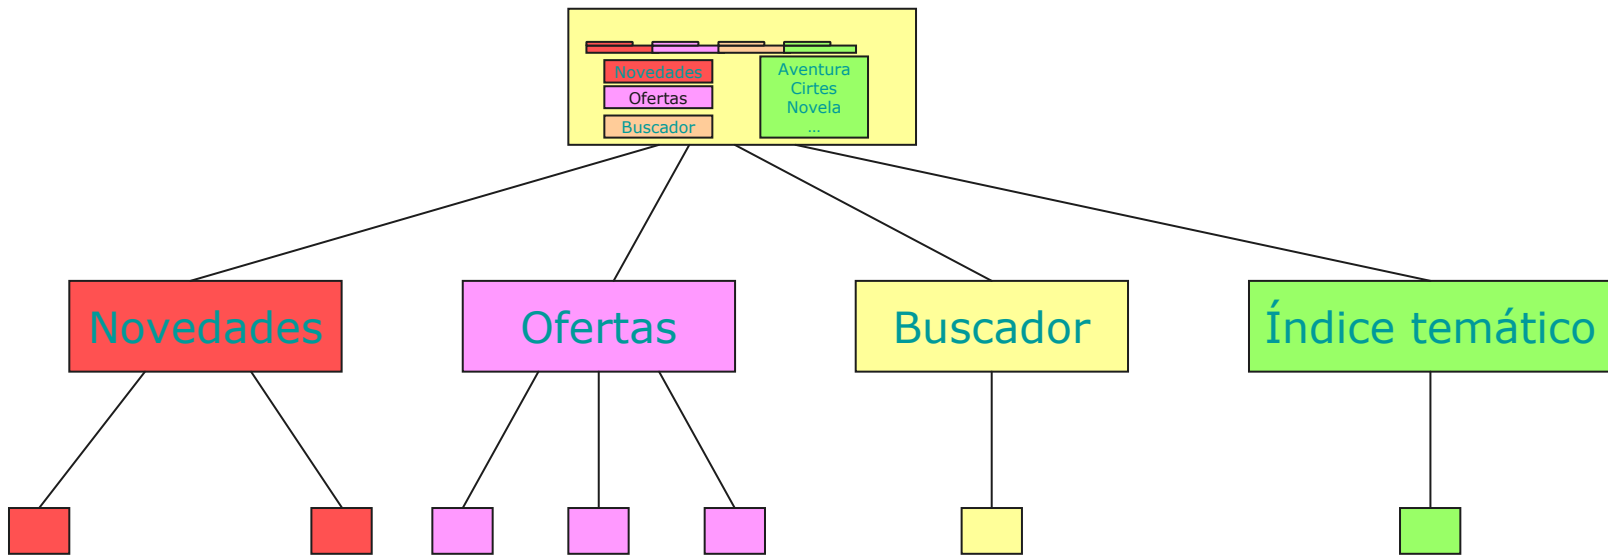 Novedades
Ofertas
Buscador
Aventura
Cirtes
Novela
...
Novedades
Ofertas
Buscador
Índice temático